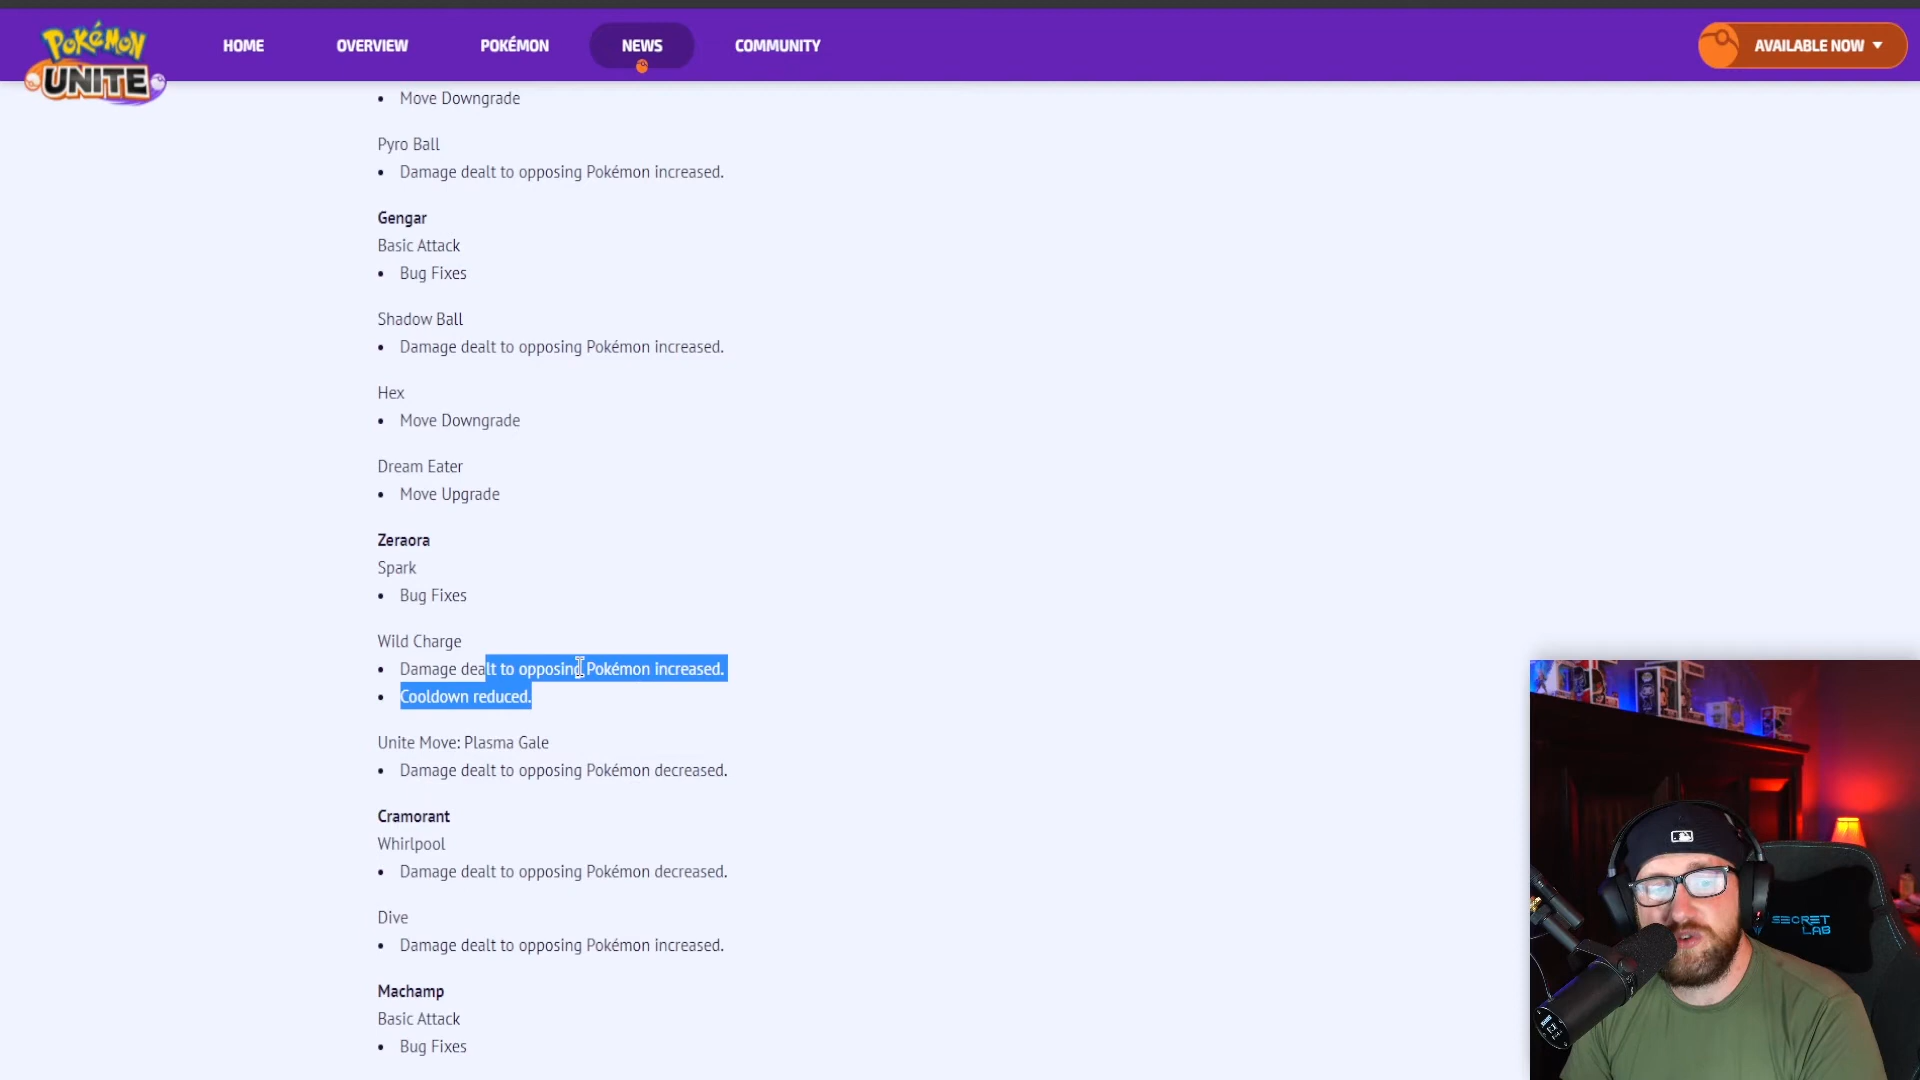 POKéMON
UNITE
HOME
OVERVIEW
POKÉMON
NEWS
COMMUNITY
AVAILABLE NOW
• Move Downgrade
Pyro Ball
• Damage dealt to opposing Pokémon increased.
Gengar
Basic Attack
• Bug Fixes
Shadow Ball
• Damage dealt to opposing Pokémon increased.
Hex
• Move Downgrade
Dream Eater
• Move Upgrade
Zeraora
Spark
• Bug Fixes
Wild Charge
• Damage dealt to opposing Pokémon increased.
• Cooldown reduced.
Unite Move: Plasma Gale
• Damage dealt to opposing Pokémon decreased.
Cramorant
Whirlpool
• Damage dealt to opposing Pokémon decreased.
Dive
• Damage dealt to opposing Pokémon increased.
Machamp
Basic Attack
• Bug Fixes
SECRET
LAB